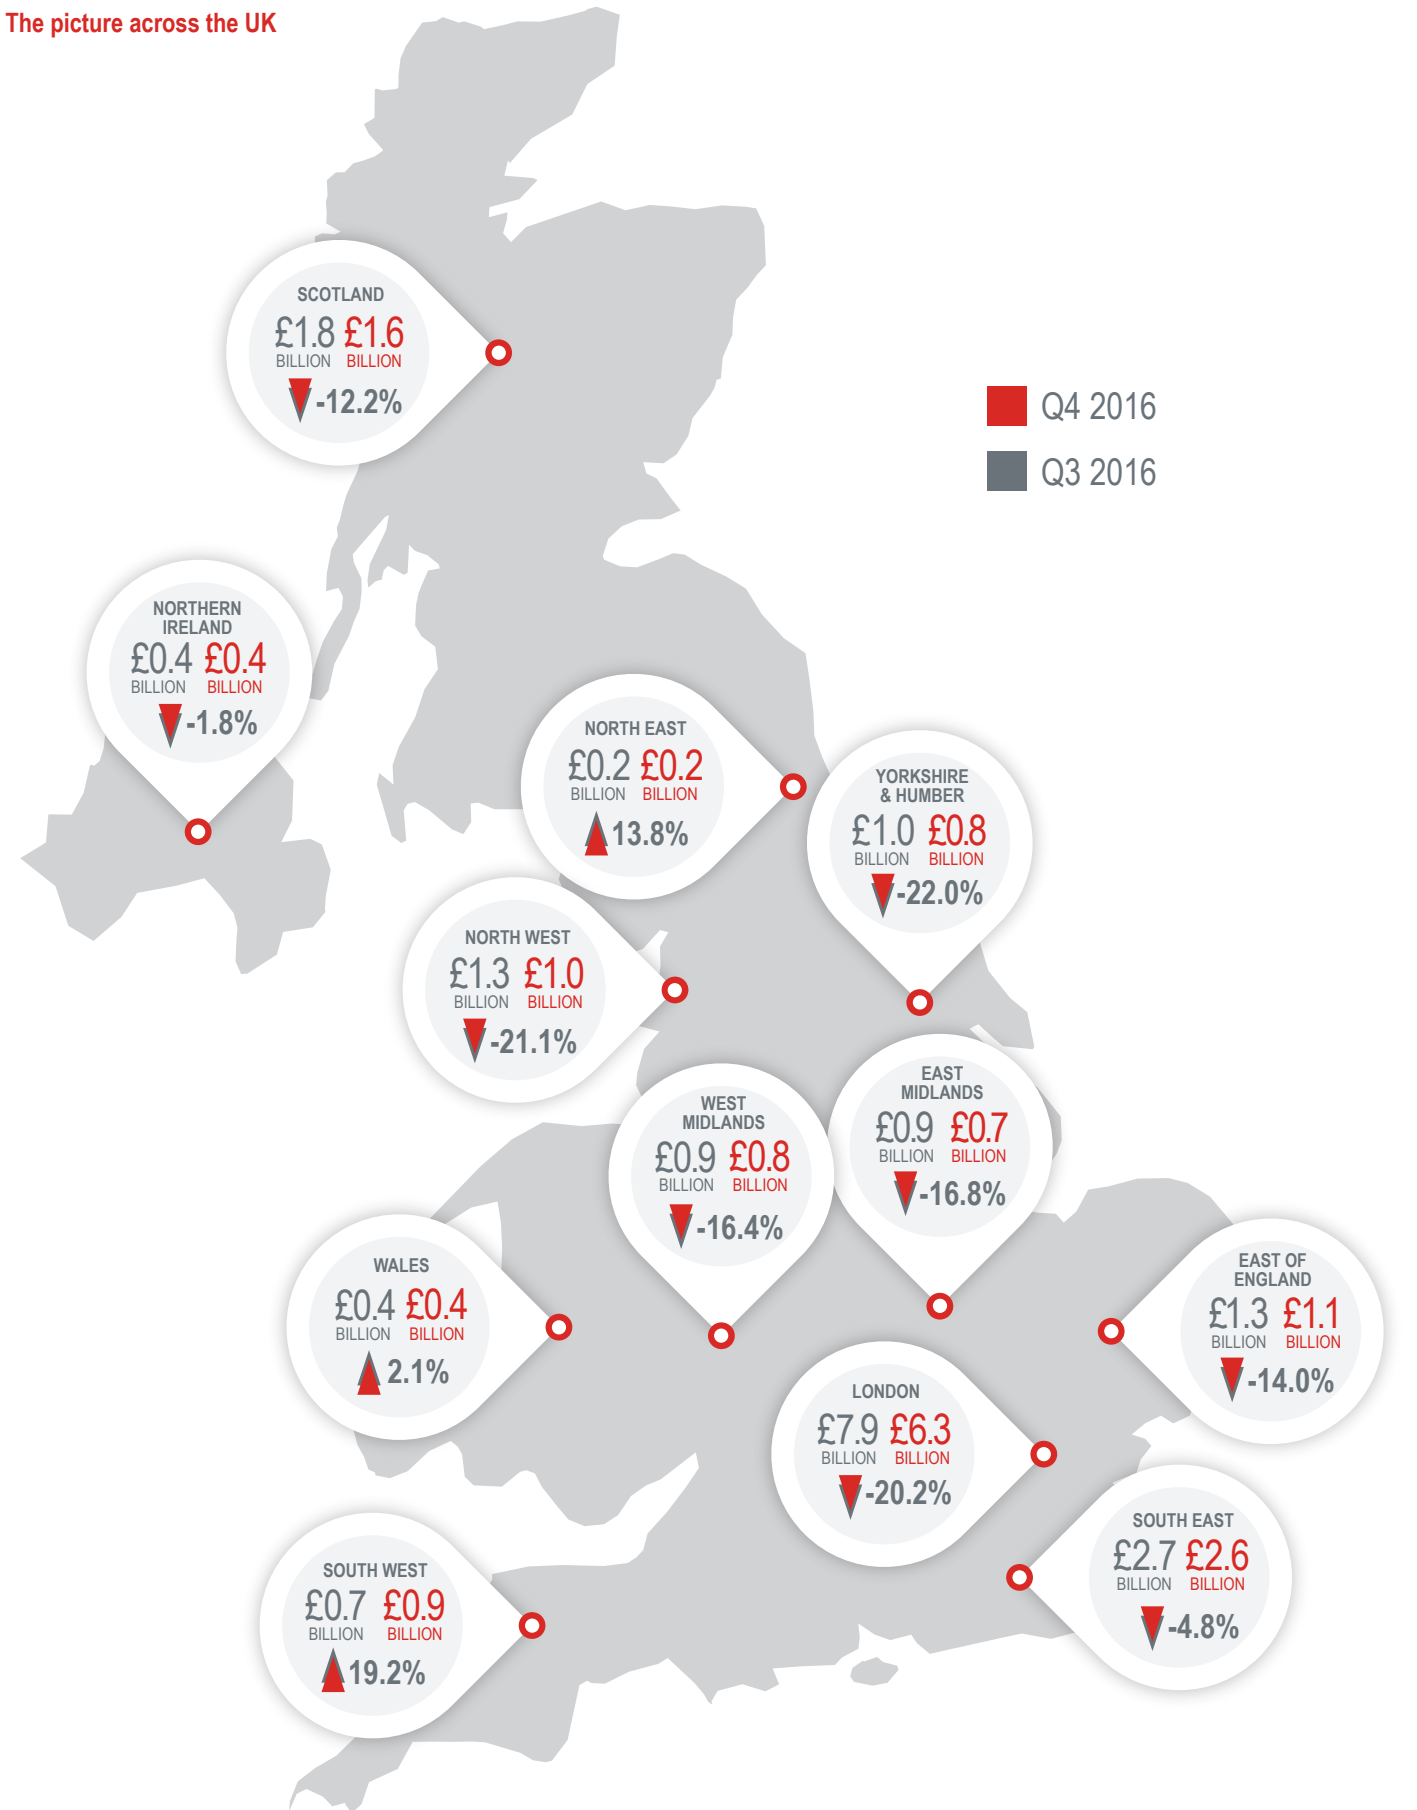 The picture across the UK
SCOTLAND
£1.8 £1.6
BILLION BILLION
-12.2%
Q4 2016
Q3 2016
NORTHERN
IRELAND
£0.4 £0.4
BILLION BILLION
-1.8%
NORTH EAST
£0.2 £0.2
BILLION BILLION
13.8%
YORKSHIRE
& HUMBER
£1.0 £0.8
BILLION BILLION
-22.0%
NORTH WEST
£1.3 £1.0
BILLION BILLION
-21.1%
EAST
MIDLANDS
£0.9 £0.7
BILLION BILLION
-16.8%
WEST
MIDLANDS
£0.9 £0.8
BILLION BILLION
-16.4%
WALES
£0.4 £0.4
BILLION BILLION
2.1%
EAST OF
ENGLAND
£1.3 £1.1
BILLION BILLION
-14.0%
LONDON
£7.9 £6.3
BILLION BILLION
-20.2%
SOUTH EAST
£2.7 £2.6
BILLION BILLION
-4.8%
SOUTH WEST
£0.7 £0.9
BILLION BILLION
19.2%